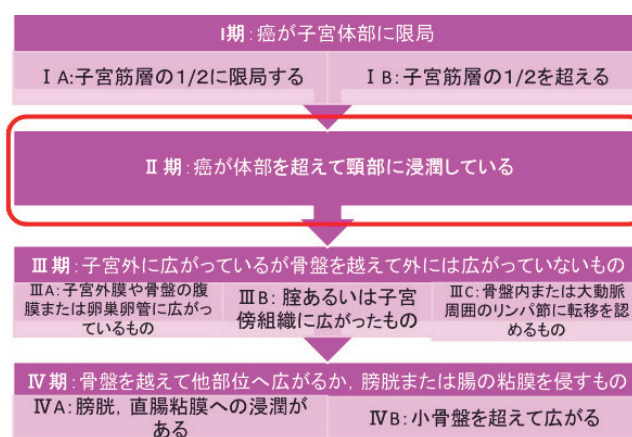 Ⅰ期:癌が子宮体部に限局
ⅠA:子宮筋層の1/2に限局する
ⅠB:子宮筋層の1/2を超える
Ⅱ期:癌が体部を超えて頸部に浸潤している
Ⅲ期:子宮外に広がっているが骨盤を越えて外には広がっていないもの
ⅢA:子宮外膜や骨盤の腹
膜または卵巣卵管に広がっ
ているもの
ⅢB:腟あるいは子宮
傍組織に広がったもの
ⅢC:骨盤内または大動脈
周囲のリンパ節に転移を認
めるもの
Ⅳ期:骨盤を越えて他部位へ広がるか,膀胱または腸の粘膜を侵すもの
ⅣA:膀胱,直腸粘膜への浸潤が
ある
ⅣB:小骨盤を超えて広がる